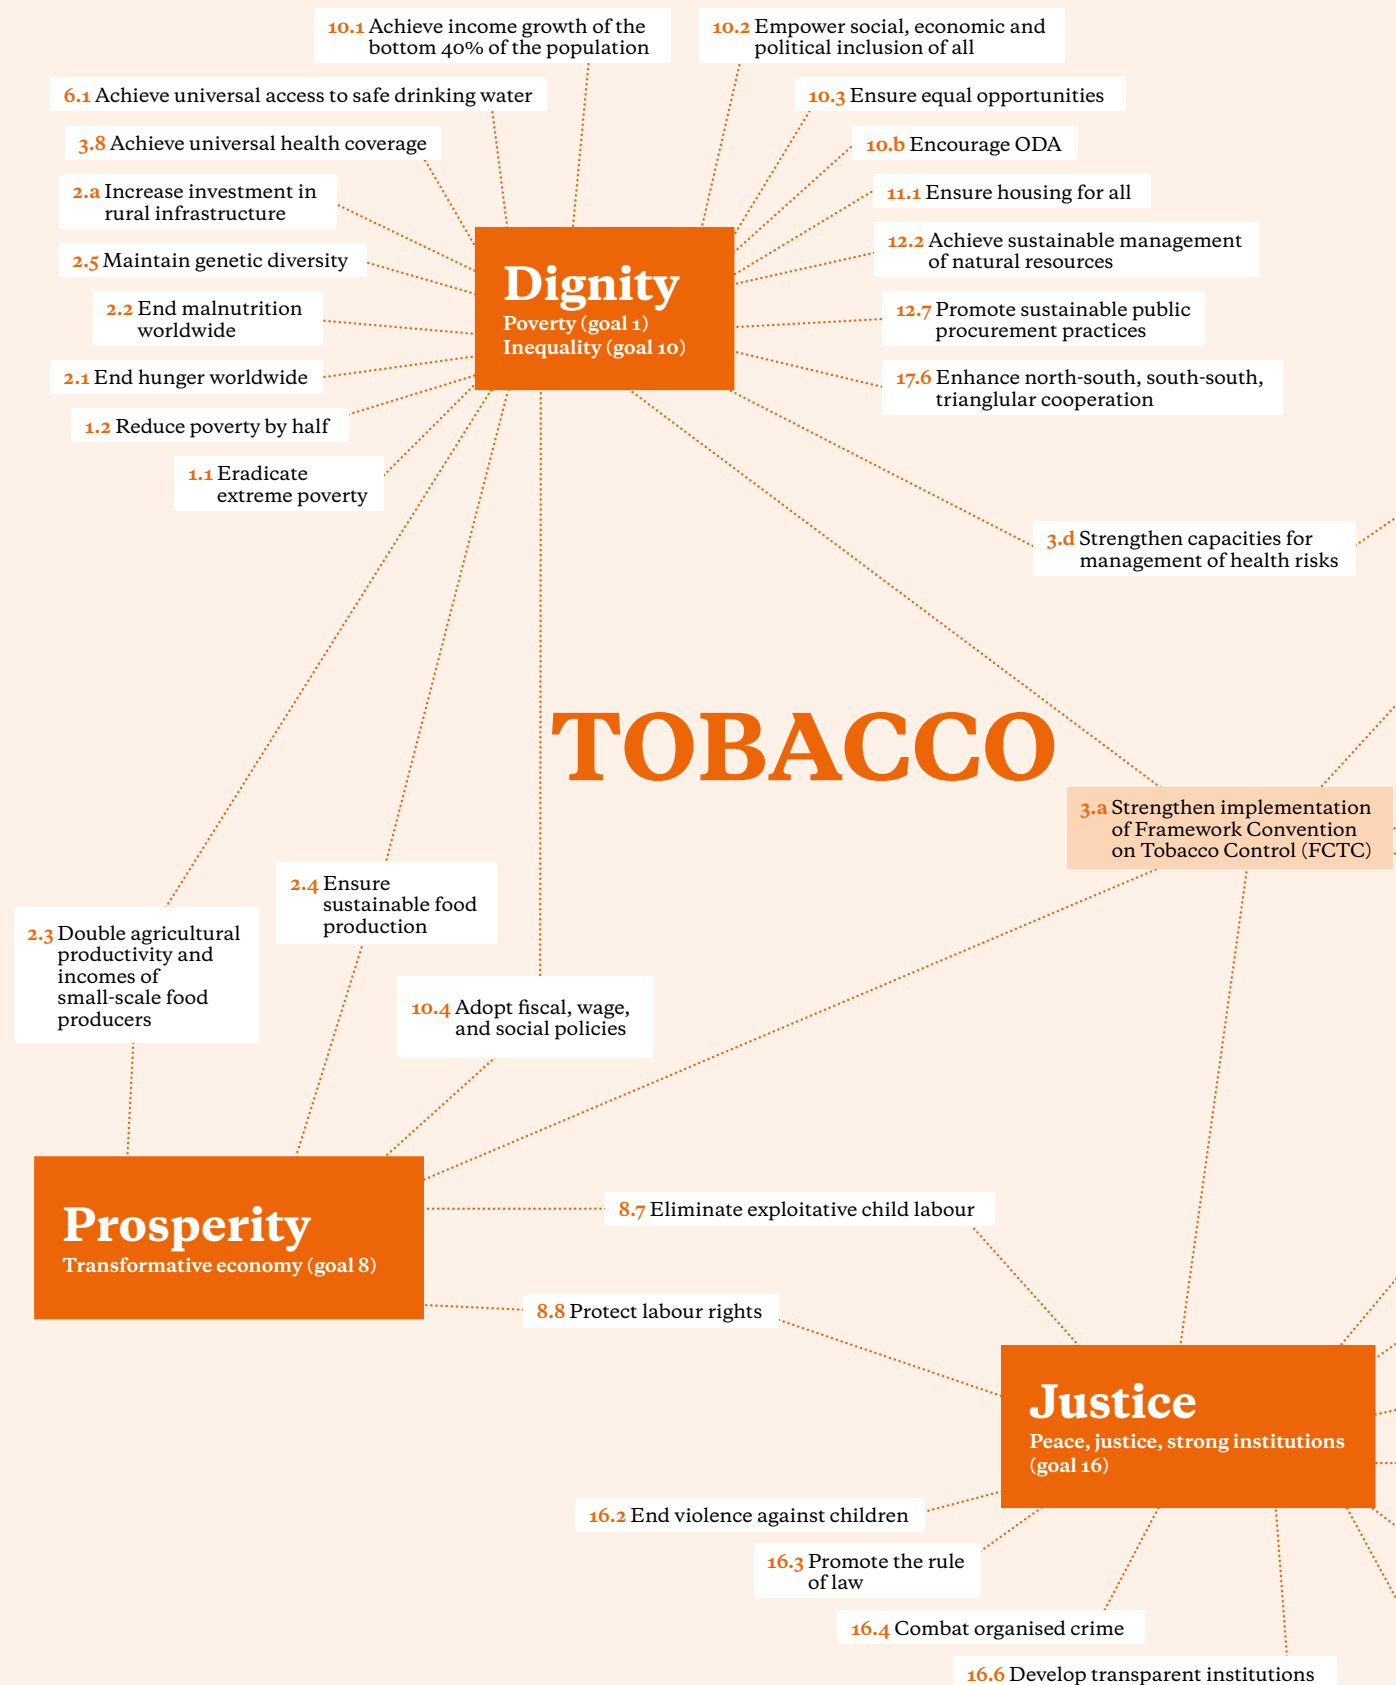 10.1 Achieve income growth of the
bottom 40% of the population
10.2 Empower social, economic and
political inclusion of all
6.1 Achieve universal access to safe drinking water
10.3 Ensure equal opportunities
3.8 Achieve universal health coverage
10.b Encourage ODA
2.a Increase investment in
rural infrastructure
11.1 Ensure housing for all
12.2 Achieve sustainable management
of natural resources
2.5 Maintain genetic diversity
Dignity
Poverty (goal 1)
Inequality (goal 10)
2.2 End malnutrition
worldwide
12.7 Promote sustainable public
procurement practices
2.1 End hunger worldwide
17.6 Enhance north-south, south-south,
trianglular cooperation
1.2 Reduce poverty by half
1.1 Eradicate
extreme poverty
3.d Strengthen capacities for
management of health risks
TOBACCO
3.a Strengthen implementation
of Framework Convention
on Tobacco Control (FCTC)
2.4 Ensure
sustainable food
production
2.3 Double agricultural
productivity and
incomes of
small-scale food
producers
10.4 Adopt fiscal, wage,
and social policies
Prosperity
Transformative economy (goal 8)
8.7 Eliminate exploitative child labour
8.8 Protect labour rights
Justice
Peace, justice, strong institutions
(goal 16)
16.2 End violence against children
16.3 Promote the rule
of law
16.4 Combat organised crime
16.6 Develop transparent institutions